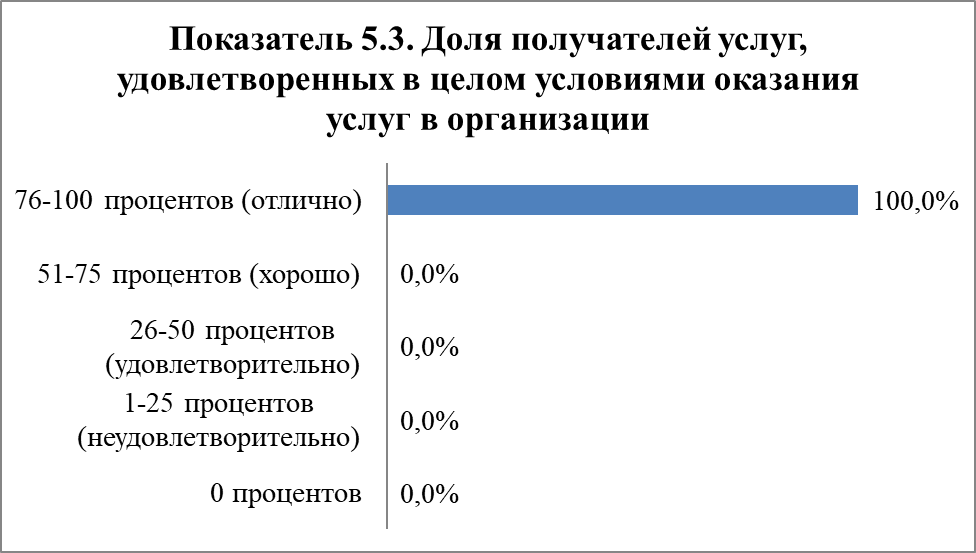 Показатель 5.3. Доля получателей услуг,
удовлетворенных в целом условиями оказания
услуг в организации
76-100 процентов (отлично)
100,0%
51-75 процентов (хорошо)
0,0%
26-50 процентов
(удовлетворительно)
0,0%
1-25 процентов
(неудовлетворительно)
0,0%
0 процентов
0,0%